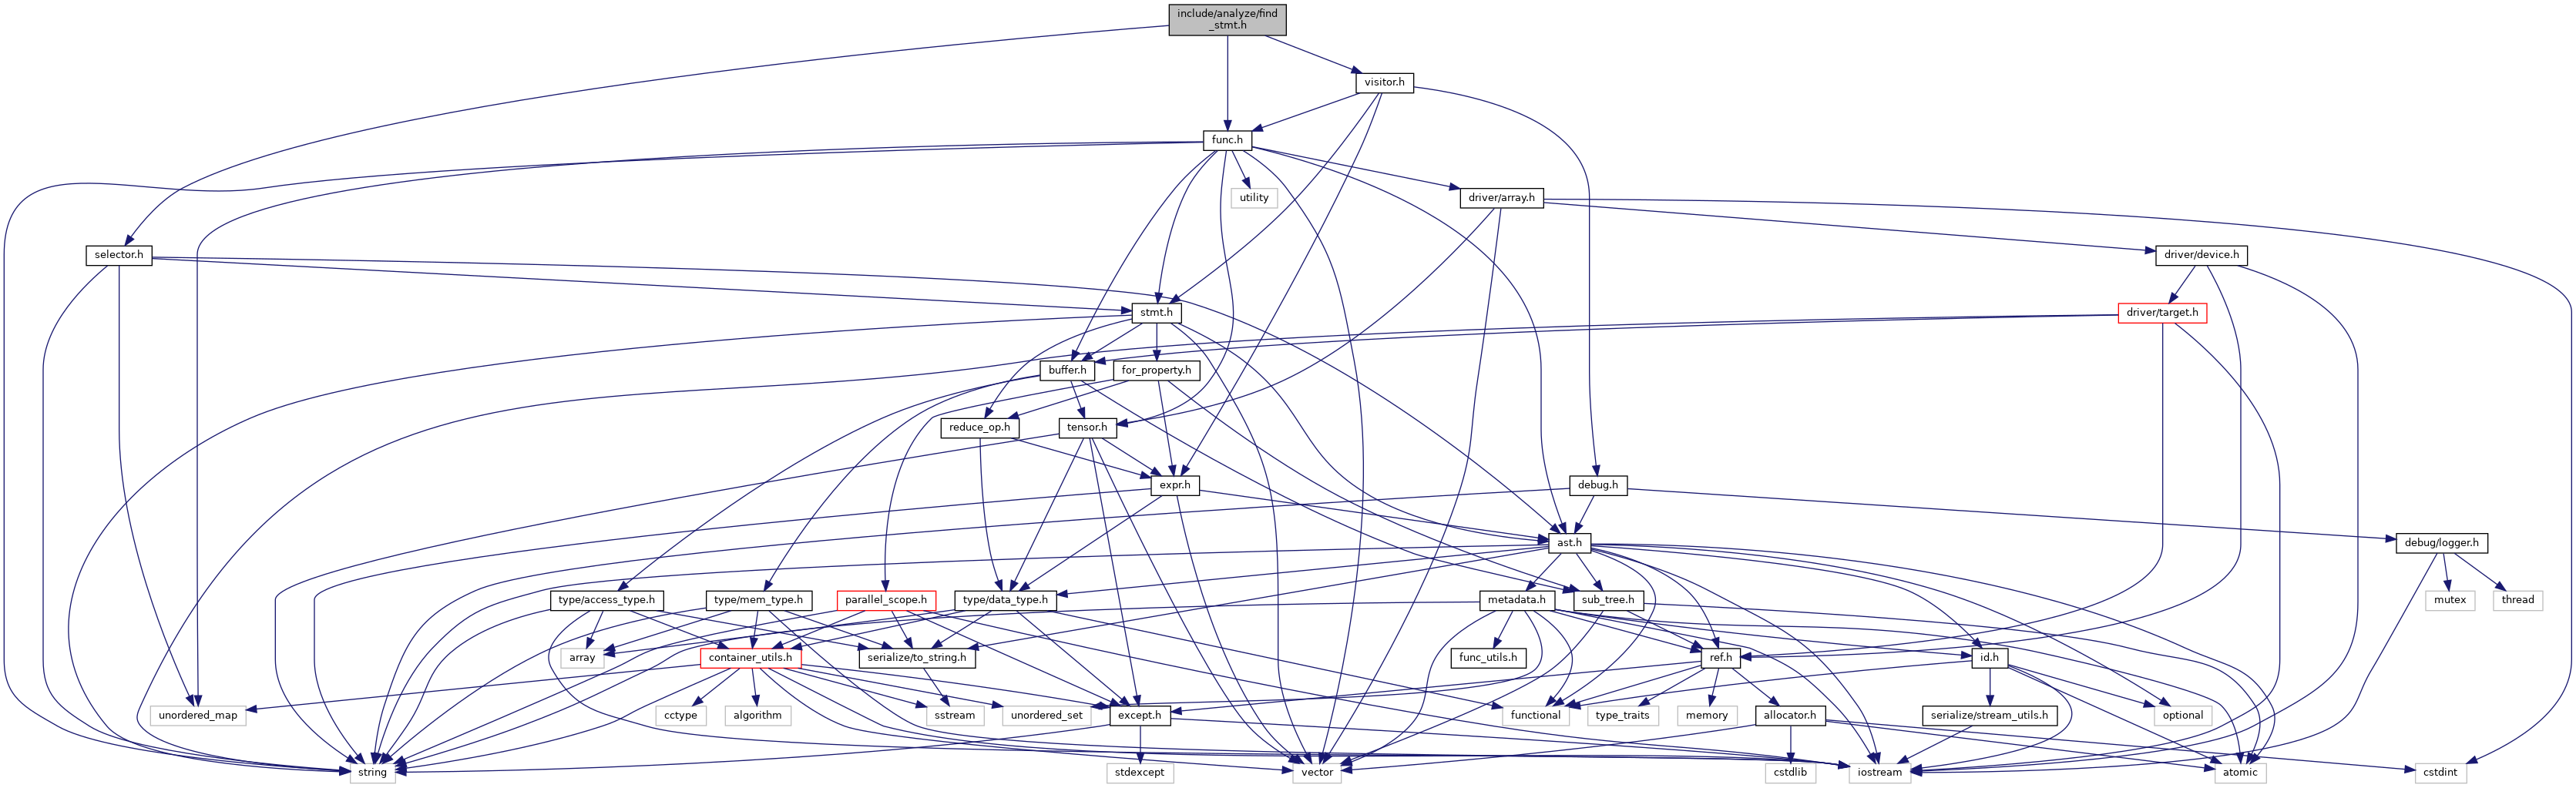 include/analyze/find
_stmt.h
visitor.h
func.h
utility
driver/array.h
selector.h
driver/device.h
stmt.h
driver/target.h
buffer.h
for_property.h
reduce_op.h
tensor.h
expr.h
debug.h
ast.h
debug/logger.h
type/access_type.h
type/mem_type.h
parallel_scope.h
type/data_type.h
metadata.h
sub_tree.h
mutex
thread
array
container_utils.h
serialize/to_string.h
func_utils.h
ref.h
id.h
unordered_map
cctype
algorithm
sstream
unordered_set
except.h
functional
type_traits
memory
allocator.h
serialize/stream_utils.h
optional
string
stdexcept
vector
cstdlib
iostream
atomic
cstdint